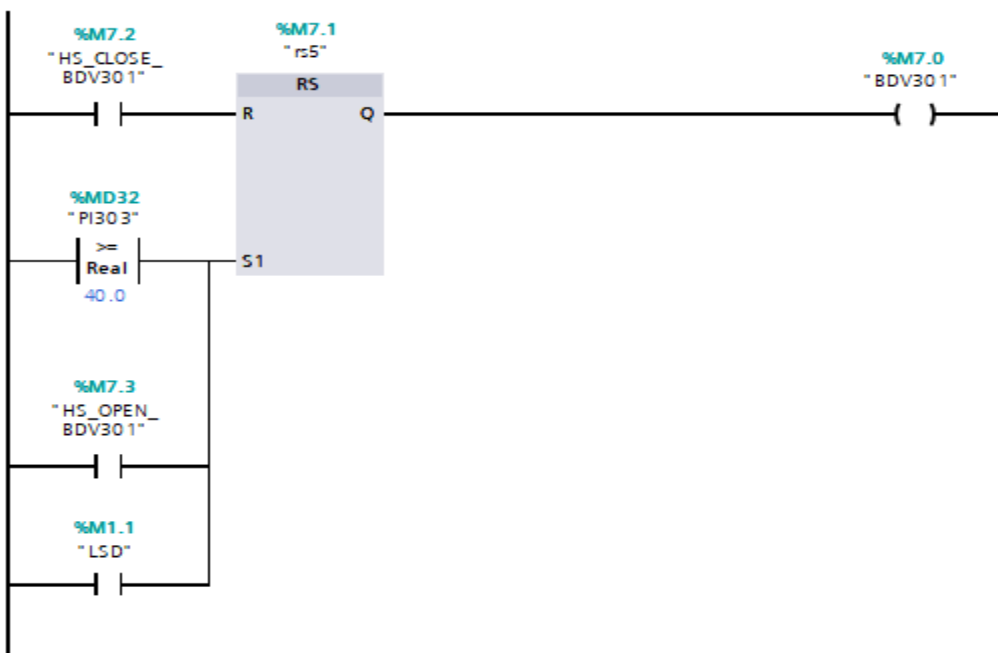 %M7.2
"HS_CLOSE_
BDV301"
%M7.1
"rs5"
RS
R
Q
%M7.0
"BDV301"
%MD32
"PI303"
>=
Real
40.0
S1
%M7.3
"HS_OPEN_
BDV301"
%M1.1
"LSD"